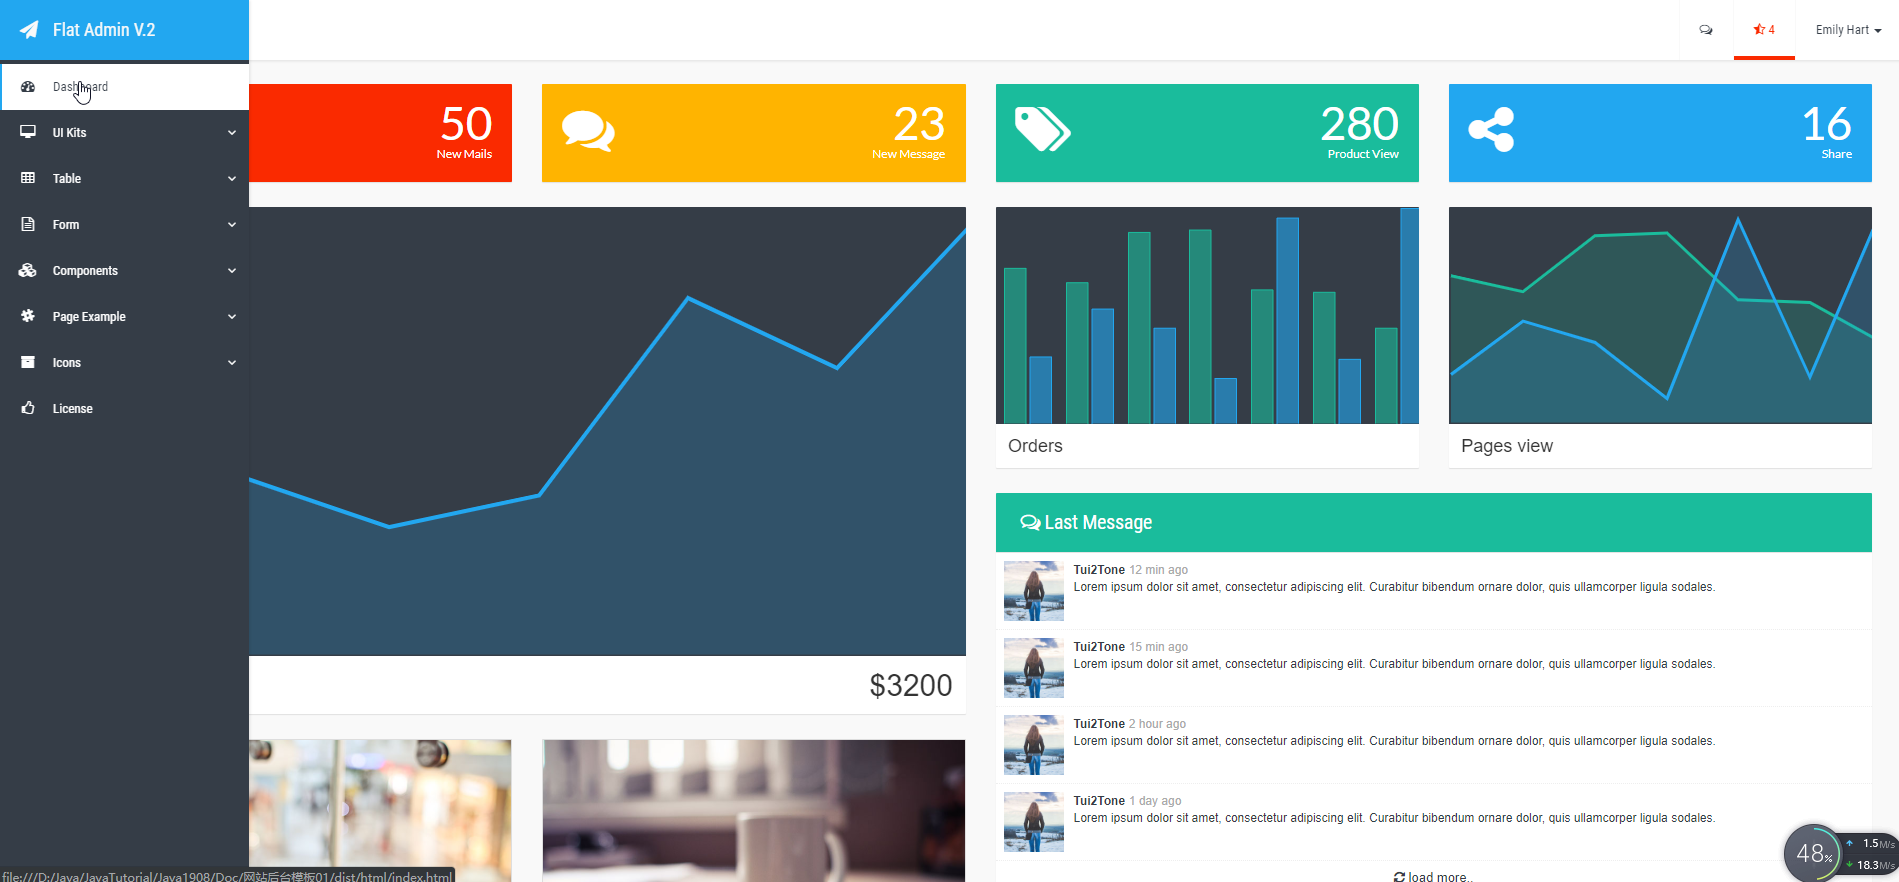 Flat Admin V.2
4
Emily Hart
Dashboard
UI Kits
Table
Form
Components
Page Example
Icons
License
50
New Mails
23
New Message
280
Product View
16
Share
$3200
Orders
Pages view
Last Message
Tui2Tone 12 min ago
Lorem ipsum dolor sit amet, consectetur adipiscing elit. Curabitur bibendum ornare dolor, quis ullamcorper ligula sodales.
Tui2Tone 15 min ago
Lorem ipsum dolor sit amet, consectetur adipiscing elit. Curabitur bibendum ornare dolor, quis ullamcorper ligula sodales.
Tui2Tone 2 hour ago
Lorem ipsum dolor sit amet, consectetur adipiscing elit. Curabitur bibendum ornare dolor, quis ullamcorper ligula sodales.
Tui2Tone 1 day ago
Lorem ipsum dolor sit amet, consectetur adipiscing elit. Curabitur bibendum ornare dolor, quis ullamcorper ligula sodales.
load more..
48%
1.5M/s
18.3M/s
file:///D:/Java/JavaTutorial/Java1908/Doc/网站后台模板01/dist/html/index.html